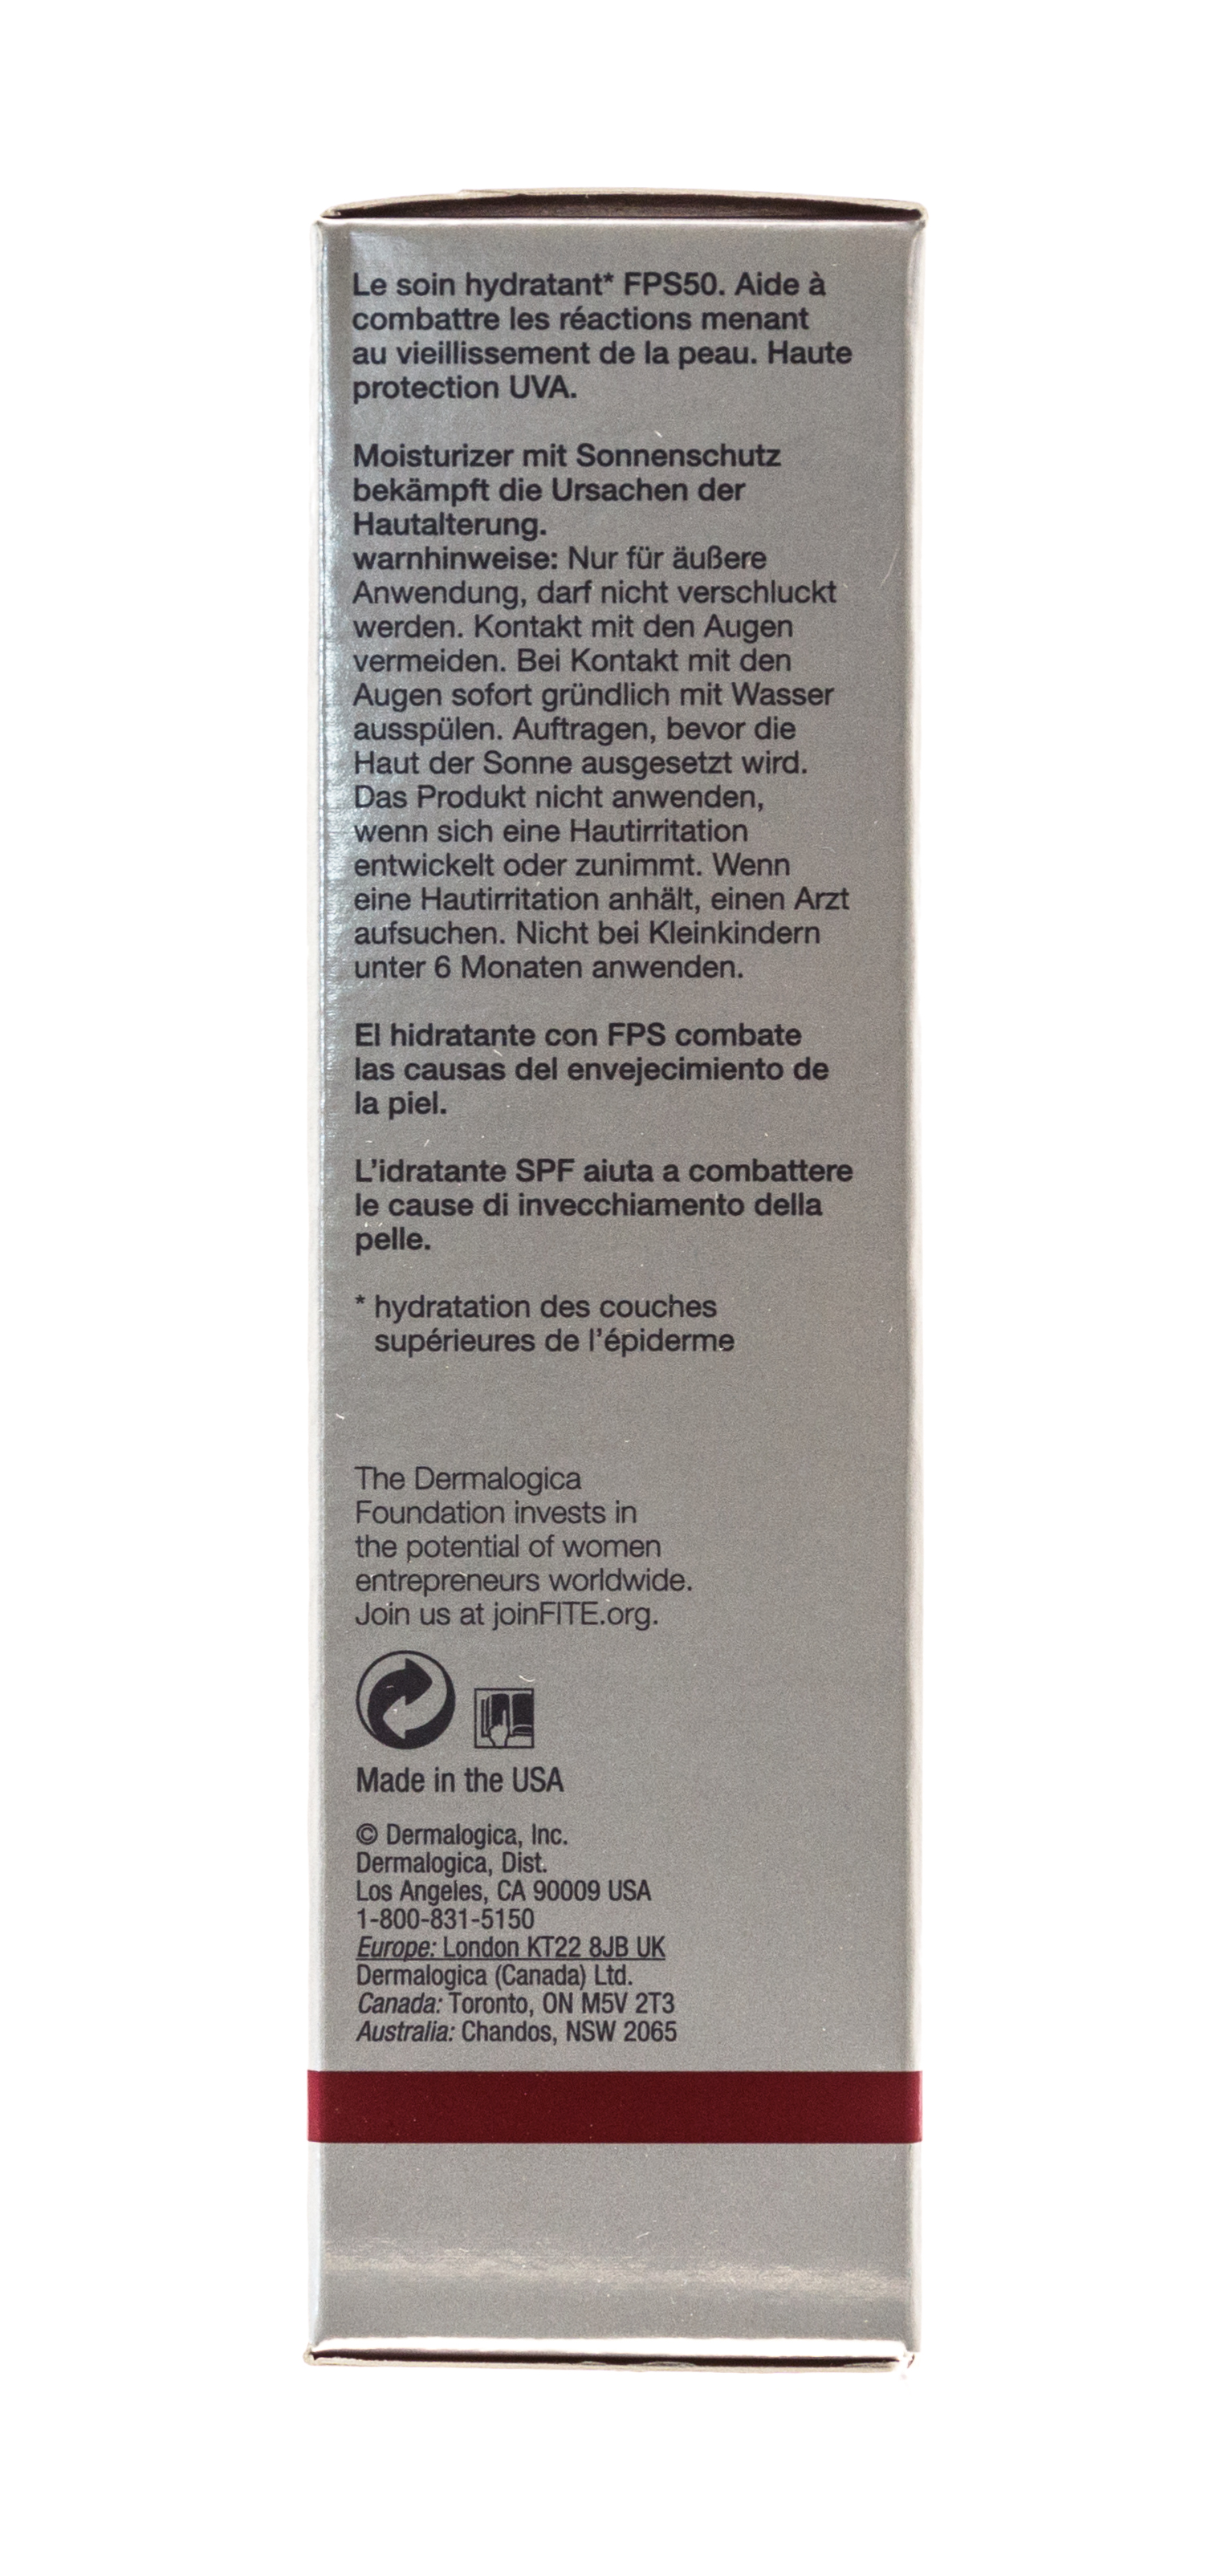 Le soin hydratant* FPS50. Aide à
combattre les réactions menant
au vieillissement de la peau. Haute
protection UVA.
Moisturizer mit Sonnenschutz
bekämpft die Ursachen der
Hautalterung.
warnhinweise: Nur für äußere
Anwendung, darf nicht verschluckt
werden. Kontakt mit den Augen
vermeiden. Bei Kontakt mit den
Augen sofort gründlich mit Wasser
ausspülen. Auftragen, bevor die
Haut der Sonne ausgesetzt wird.
Das Produkt nicht anwenden,
wenn sich eine Hautirritation
entwickelt oder zunimmt. Wenn
eine Hautirritation anhält, einen Arzt
aufsuchen. Nicht bei Kleinkindern
unter 6 Monaten anwenden.
El hidratante con FPS combate
las causas del envejecimiento de
la piel.
L’idratante SPF aiuta a combattere
le cause di invecchiamento della
pelle.
* hydratation des couches
supérieures de l’épiderme
The Dermalogica
Foundation invests in
the potential of women
entrepreneurs worldwide.
Join us at joinFITE.org.
Made in the USA
© Dermalogica, Inc.
Dermalogica, Dist.
Los Angeles, CA 90009 USA
1-800-831-5150
Europe: London KT22 8JB UK
Dermalogica (Canada) Ltd.
Canada: Toronto, ON M5V 2T3
Australia: Chandos, NSW 2065